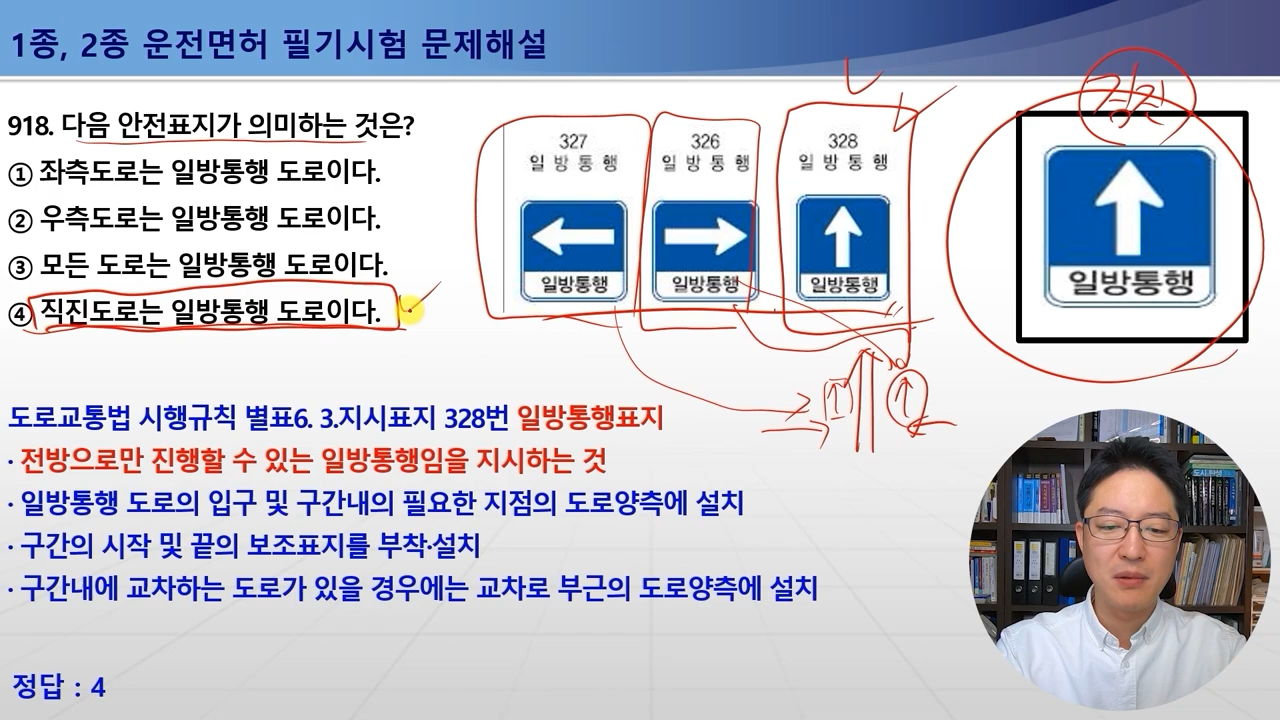 1종, 2종 운전면허 필기시험 문제해설
918. 다음 안전표지가 의미하는 것은?
① 좌측도로는 일방통행 도로이다.
② 우측도로는 일방통행 도로이다.
③ 모든 도로는 일방통행 도로이다.
④ 직진도로는 일방통행 도로이다.
327
일 방 통 행
일방통행
326
일 방 통 행
일방통행
328
일 방 통 행
일방통행
직진
일방통행
도로교통법 시행규칙 별표6. 3.지시표지 328번 일방통행표지
· 전방으로만 진행할 수 있는 일방통행임을 지시하는 것
· 일방통행 도로의 입구 및 구간내의 필요한 지점의 도로양측에 설치
· 구간의 시작 및 끝의 보조표지를 부착·설치
· 구간내에 교차하는 도로가 있을 경우에는 교차로 부근의 도로양측에 설치
정답 : 4